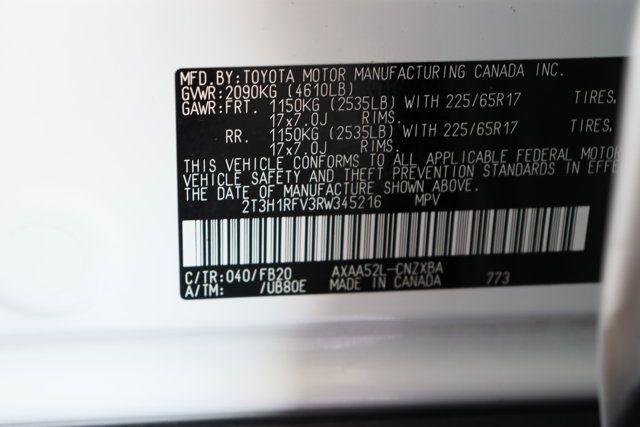 MFD.BY:TOYOTA MOTOR MANUFACTURING CANADA INC.
GVWR:2090KG (4610LB)
GAWR:FRT. 1150KG (2535LB) WITH 225/65R17 TIRES,
17x7.0J RIMS.
RR. 1150KG (2535LB) WITH 225/65R17 TIRES,
17x7.0J RIMS.
THIS VEHICLE CONFORMS TO ALL APPLICABLE FEDERAL MOTOR
VEHICLE SAFETY AND THEFT PREVENTION STANDARDS IN EFFE
THE DATE OF MANUFACTURE SHOWN ABOVE.
2T3H1RFV3RW345216 MPV
C/TR:040/FB20 AXAA52L-CNZXBA 773
A/TM: /UB80E MADE IN CANADA